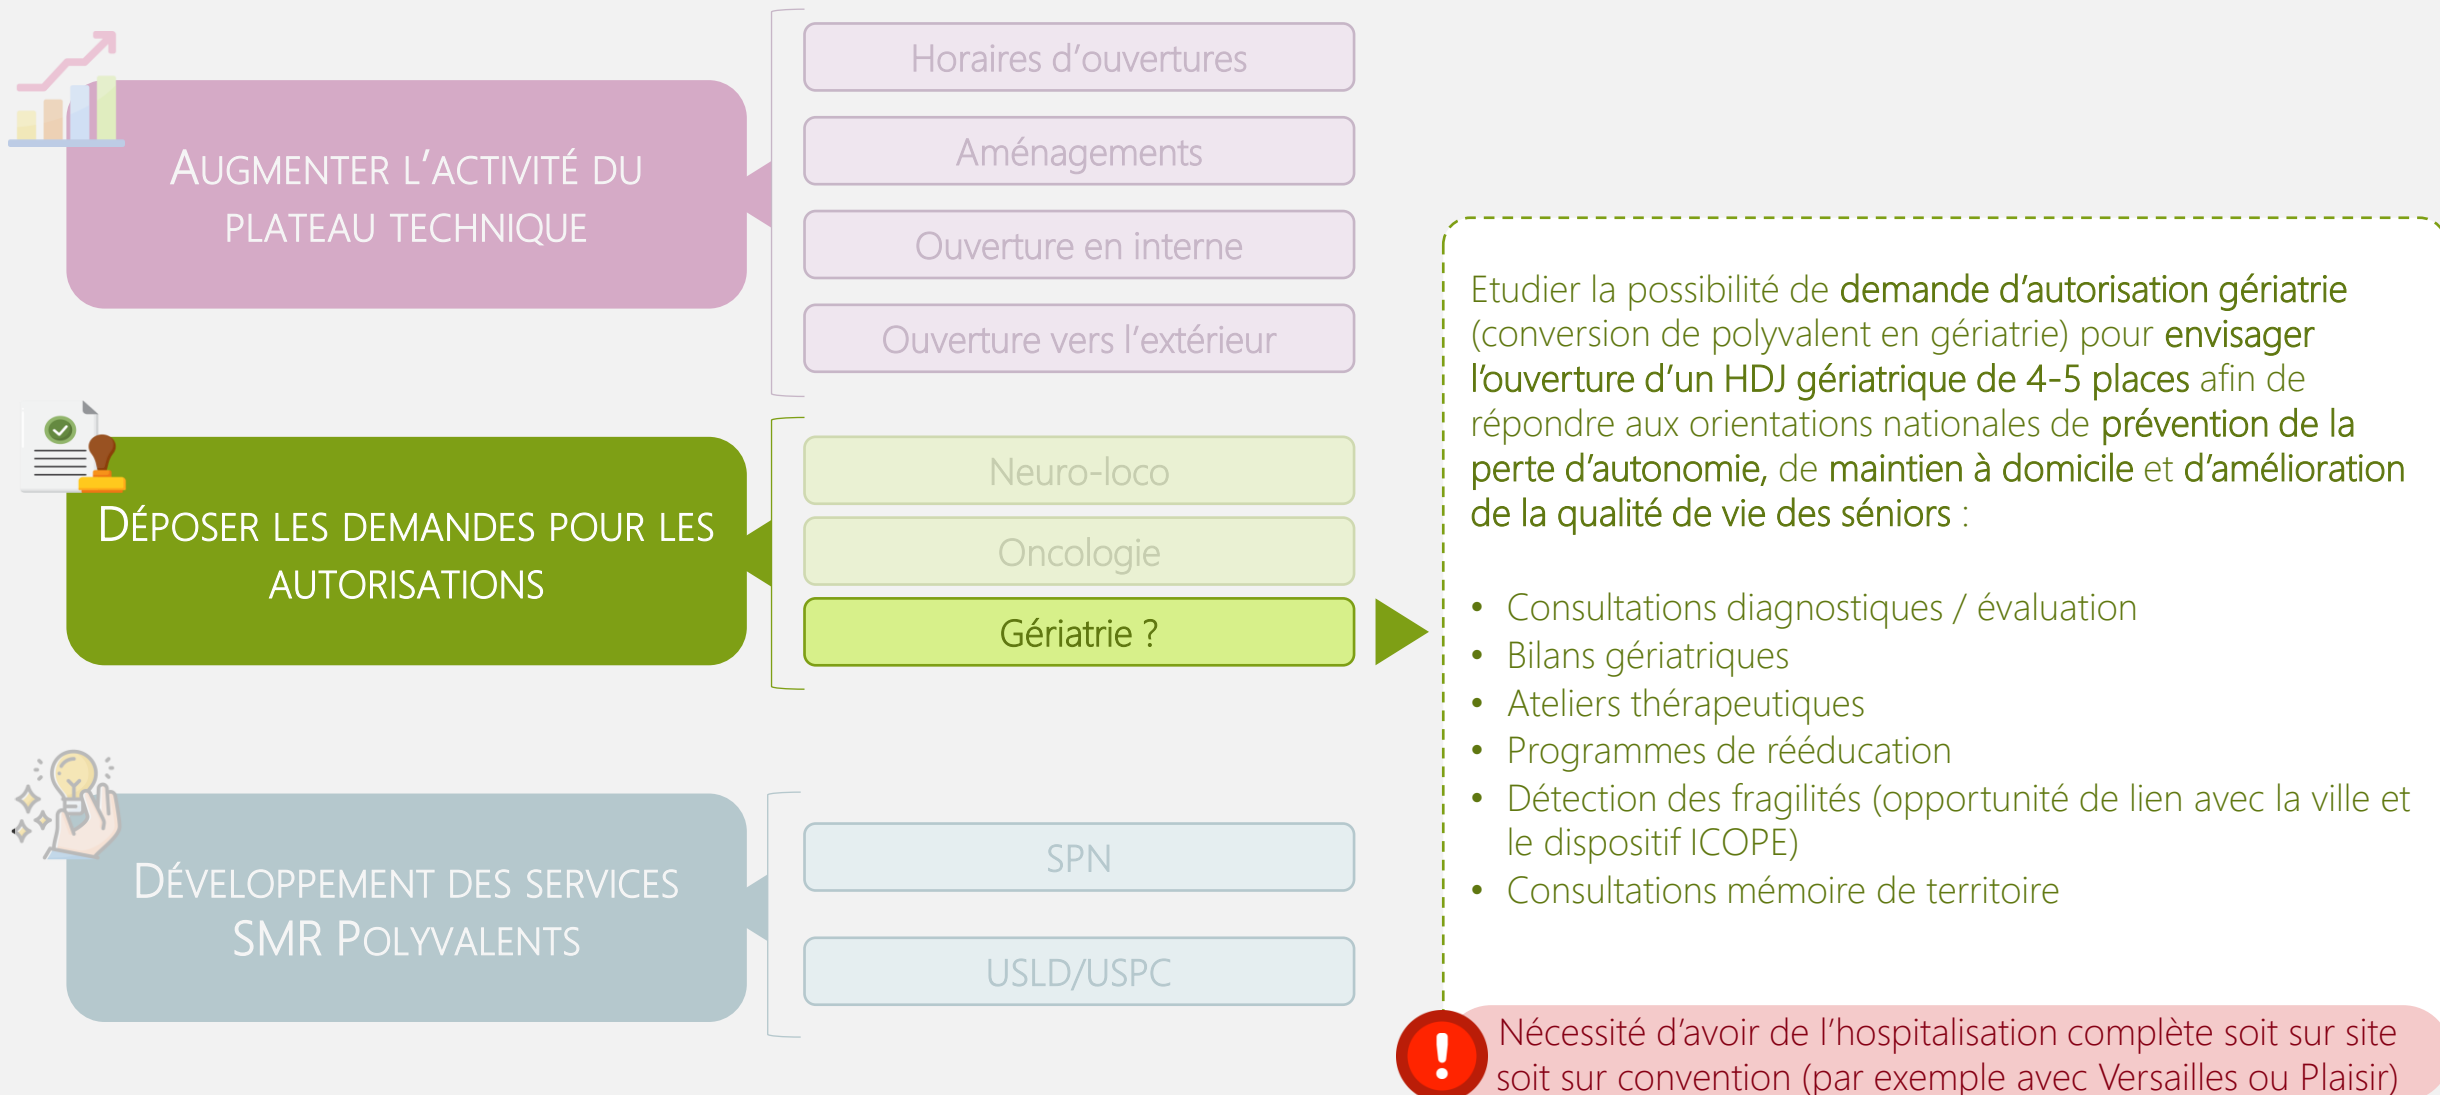 Horaires d'ouvertures
Aménagements
AUGMENTER L'ACTIVITÉ DU
PLATEAU TECHNIQUE
Ouverture en interne
Ouverture vers l'extérieur
Neuro-loco
DÉPOSER LES DEMANDES POUR LES
AUTORISATIONS
Oncologie
Gériatrie ?
DÉVELOPPEMENT DES SERVICES
SMR POLYVALENTS
SPN
USLD/USPC
Etudier la possibilité de demande d'autorisation gériatrie
(conversion de polyvalent en gériatrie) pour envisager
l'ouverture d'un HDJ gériatrique de 4-5 places afin de
répondre aux orientations nationales de prévention de la
perte d'autonomie, de maintien à domicile et d'amélioration
de la qualité de vie des séniors :
• Consultations diagnostiques / évaluation
• Bilans gériatriques
• Ateliers thérapeutiques
• Programmes de rééducation
• Détection des fragilités (opportunité de lien avec la ville et
le dispositif ICOPE)
• Consultations mémoire de territoire
Nécessité d'avoir de l'hospitalisation complète soit sur site
soit sur convention (par exemple avec Versailles ou Plaisir)